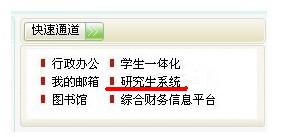 快速通道
行政办公 学生一体化
我的邮箱 研究生系统
图书馆 综合财务信息平台